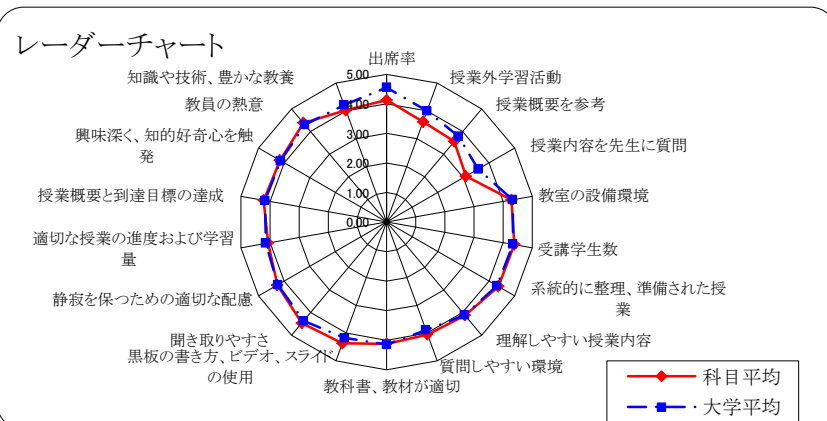 レーダーチャート
出席率
授業外学習活動
授業概要を参考
授業内容を先生に質問
教室の設備環境
受講学生数
系統的に整理、準備された授
業
理解しやすい授業内容
質問しやすい環境
教科書、教材が適切
黒板の書き方、ビデオ、スライド
の使用
聞き取りやすさ
静寂を保つための適切な配慮
適切な授業の進度および学習
量
授業概要と到達目標の達成
興味深く、知的好奇心を触
発
教員の熱意
知識や技術、豊かな教養
5.00
4.00
3.00
2.00
1.00
0.00
科目平均
大学平均